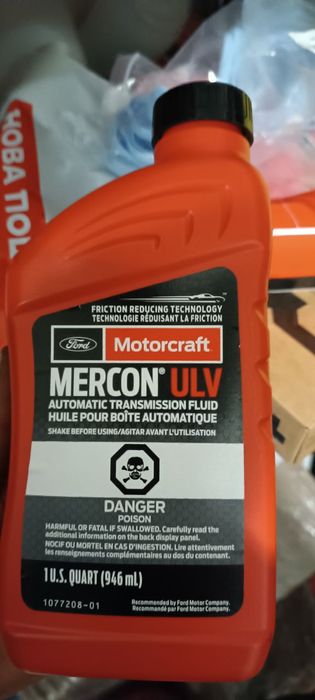 НОВА ПОШ
FRICTION REDUCING TECHNOLOGY
TECHNOLOGIE RÉDUISANT LA FRICTION
Ford Motorcraft
MERCON® ULV
AUTOMATIC TRANSMISSION FLUID
HUILE POUR BOÎTE AUTOMATIQUE
SHAKE BEFORE USING/AGITAR AVANT L'UTILISATION
DANGER
POISON
HARMFUL OR FATAL IF SWALLOWED. Carefully read the
additional information on the back display panel.
NOCIF OU MORTEL EN CAS D'INGESTION. Lire attentivement
les renseignements complémentaires au dos du contenant.
1 U.S. QUART (946 mL)
1077208-01
Recommended by Ford Motor Company.
Recommandé par Ford Motor Company.